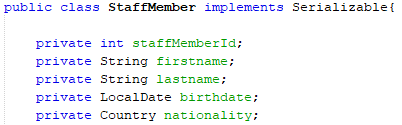 public class StaffMember implements Serializable{
private int staffMemberId;
private String firstname;
private String lastname;
private LocalDate birthdate;
private Country nationality;